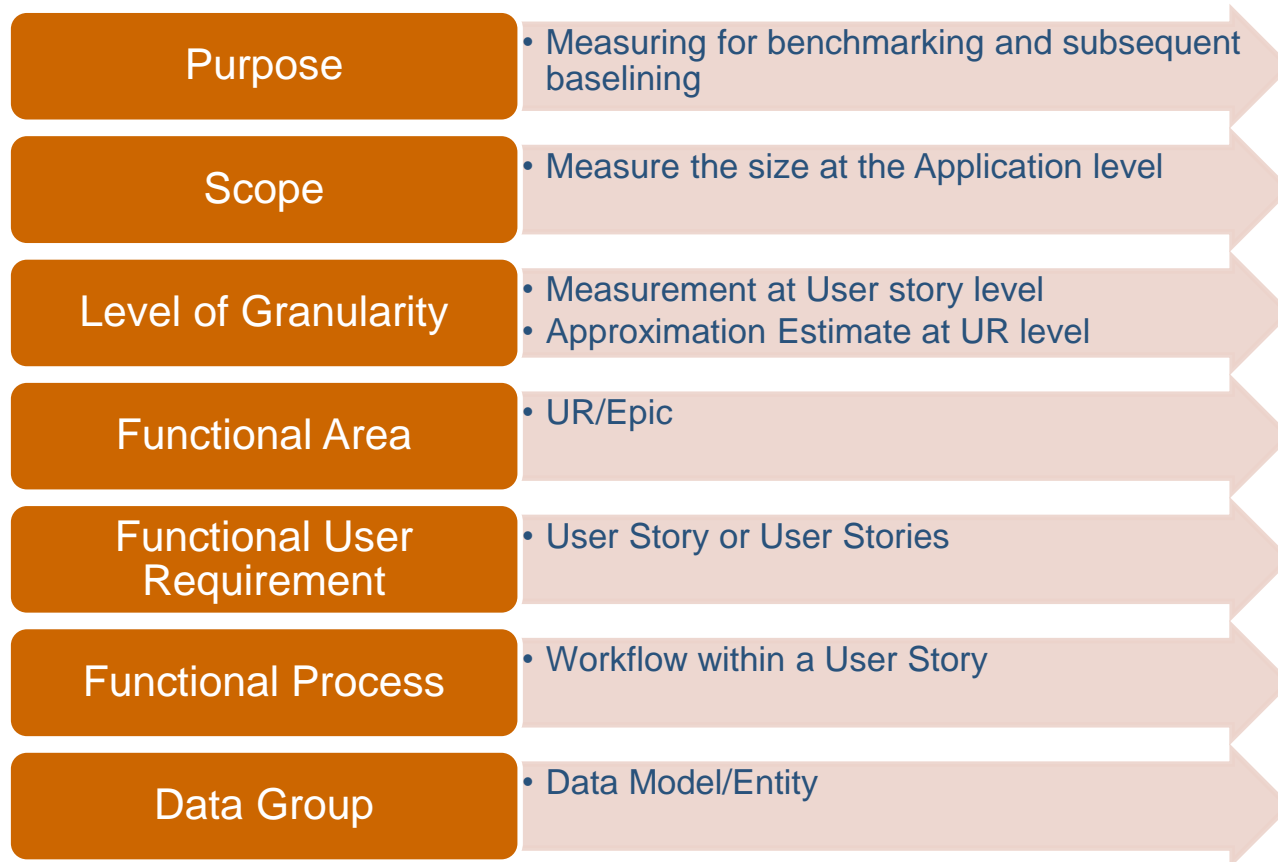 Purpose
• Measuring for benchmarking and subsequent
baselining
Scope
• Measure the size at the Application level
Level of Granularity
• Measurement at User story level
• Approximation Estimate at UR level
Functional Area
• UR/Epic
Functional User
Requirement
• User Story or User Stories
Functional Process
• Workflow within a User Story
Data Group
• Data Model/Entity